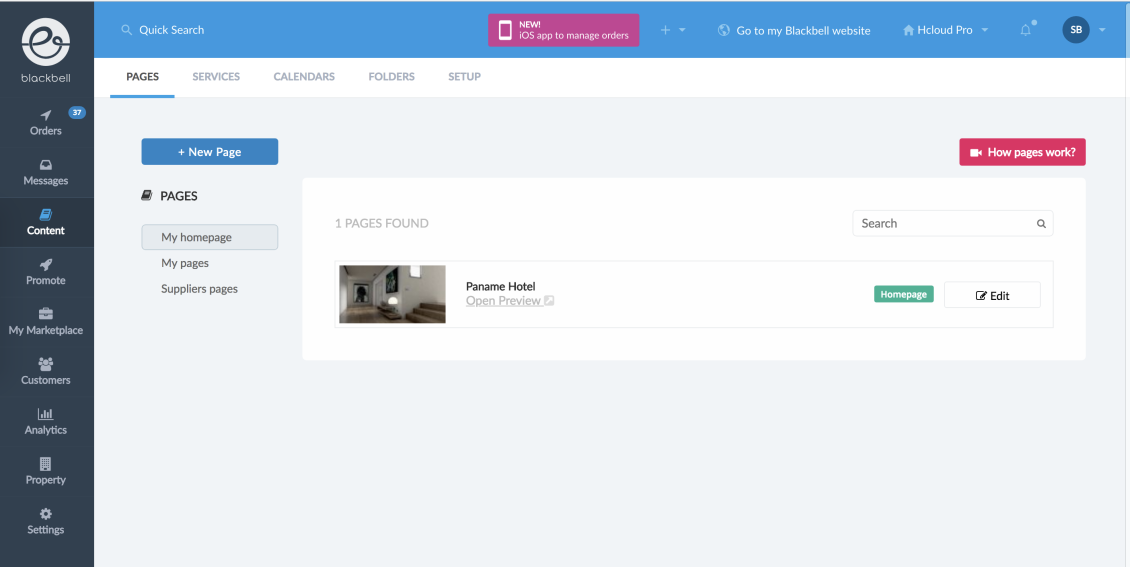 blackbell
Quick Search
NEW!
iOS app to manage orders
Go to my Blackbell website
Hcloud Pro
SB
PAGES
SERVICES
CALENDARS
FOLDERS
SETUP
37
Orders
Messages
Content
Promote
My Marketplace
Customers
Analytics
Property
Settings
+ New Page
How pages work?
PAGES
My homepage
My pages
Suppliers pages
1 PAGES FOUND
Search
Paname Hotel
Open Preview
Homepage
Edit